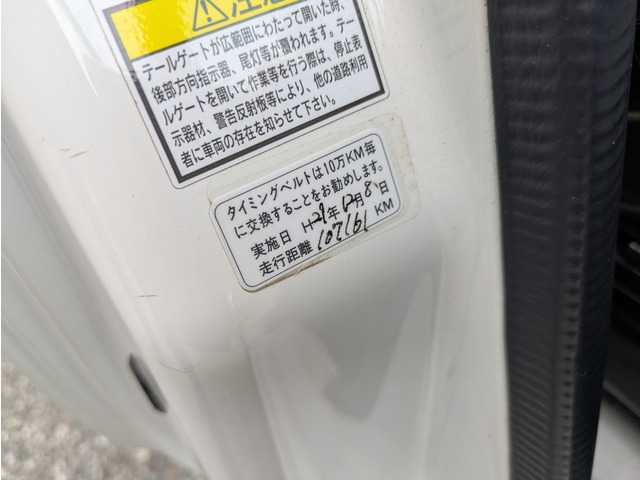 注意
テールゲートが広範囲にわたって開いた時、
後部方向指示器、尾灯等が覆われます。テー
ルゲートを開いて作業等を行う際は、停止表
示器材、警告反射板等により、他の道路利用
者に車両の存在を知らせて下さい。
タイミングベルトは10万KM毎
に交換することをお勧めします。
実施日 H21年12月8日
走行距離 107161 KM